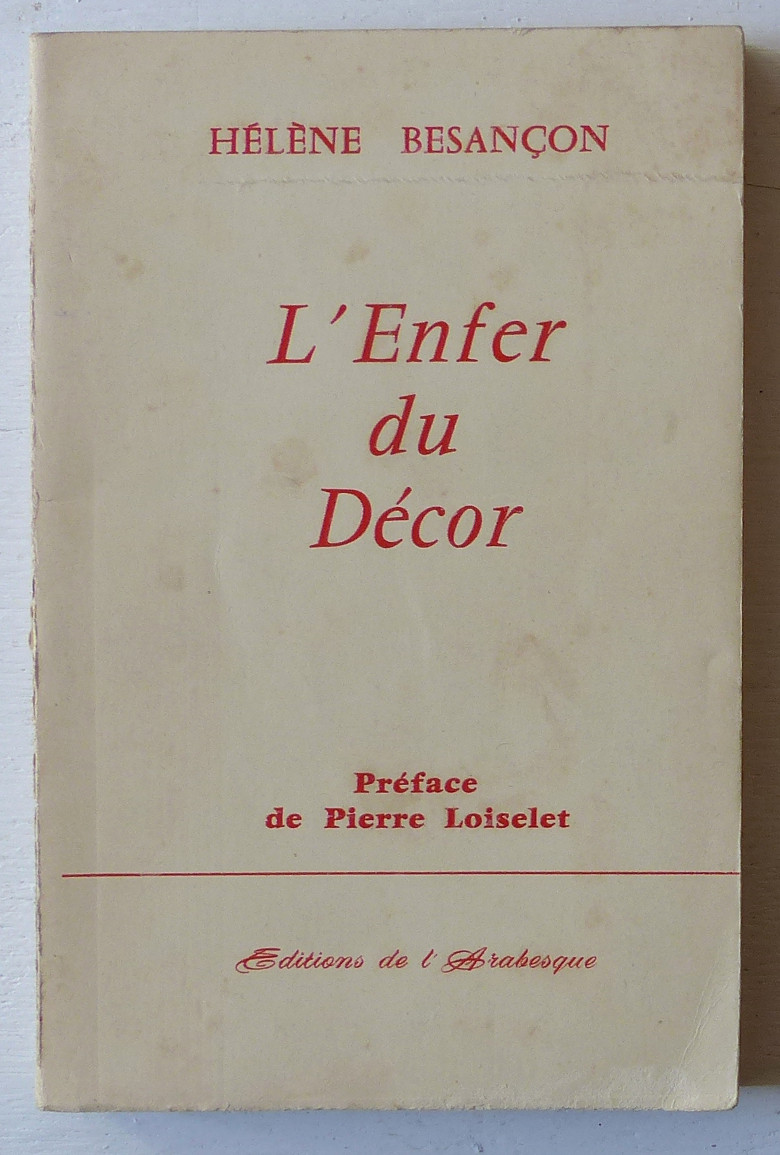 HÉLÈNE BESANÇON
L'Enfer
du
Décor
Préface
de Pierre Loiselet
Editions de l'Arabesque